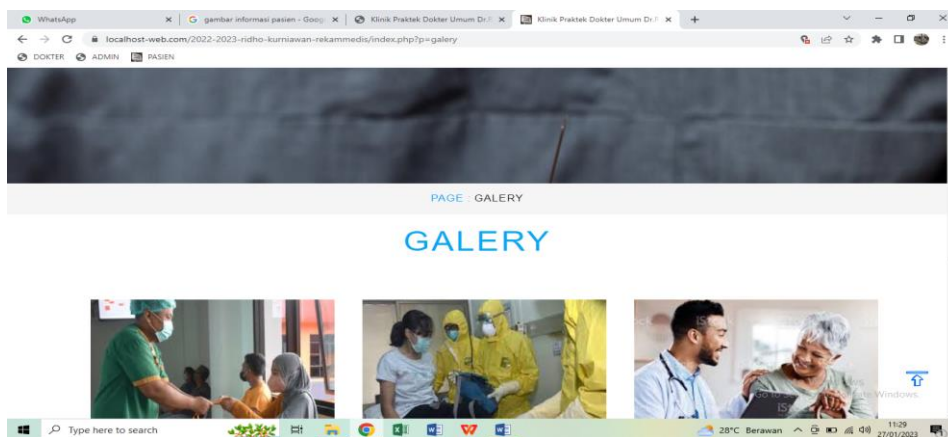 WhatsApp
gambar informasi pasien - Goog
Klinik Praktek Dokter Umum Dr.
Klinik Praktek Dokter Umum Dr.
localhost-web.com/2022-2023-ridho-kurniawan-rekammedis/index.php?p=galery
DOKTER ADMIN PASIEN
PAGE : GALERY
GALERY
Type here to search
28°C Berawan
11:29
27/01/2023